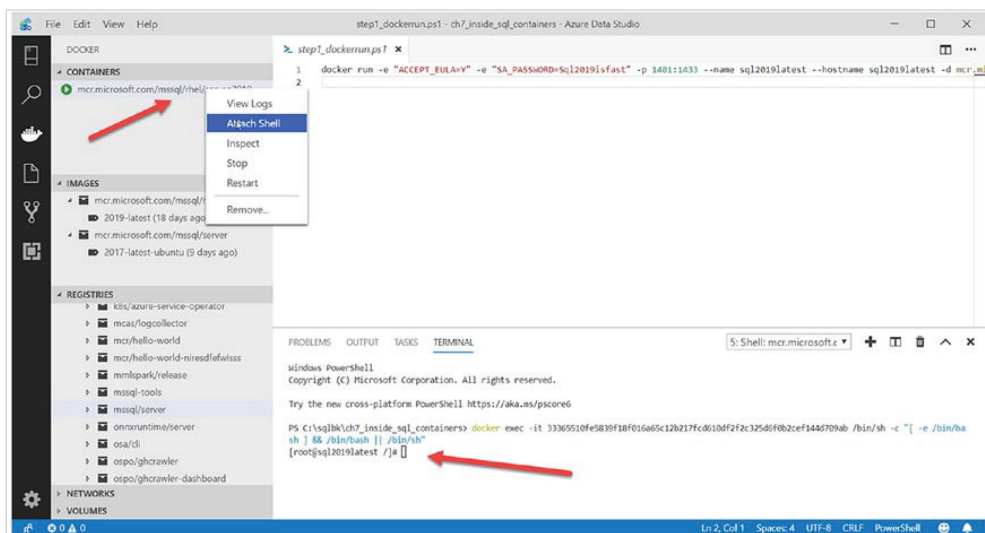 File Edit View Help
step1_dockerrun.ps1 - ch7_inside_sql_containers - Azure Data Studio
DOCKER
CONTAINERS
mcr.microsoft.com/mssql/rhel/
View Logs
Attach Shell
Inspect
Stop
Restart
Remove...
IMAGES
mcr.microsoft.com/mssql/r
2019-latest (18 days ago
mcr.microsoft.com/mssql/server
2017-latest-ubuntu (9 days ago)
REGISTRIES
k8s/azure-service-operator
mcas/logcollector
mcr/hello-world
mcr/hello-world-niresdfefwisss
mmlspark/release
mssql-tools
mssql/server
onnxruntime/server
osa/cli
ospo/ghcrawler
ospo/ghcrawler-dashboard
NETWORKS
VOLUMES
step1_dockerrun.ps1
1 docker run -e "ACCEPT_EULA=Y" -e "SA_PASSWORD=Sql2019isfast" -p 1401:1433 --name sql2019latest --hostname sql2019latest -d mcr.mi
2
PROBLEMS OUTPUT TASKS TERMINAL
5: Shell: mcr.microsoft.c
Windows PowerShell
Copyright (C) Microsoft Corporation. All rights reserved.
Try the new cross-platform PowerShell https://aka.ms/pscore6
PS C:\sqlbk\ch7_inside_sql_containers> docker exec -it 33365510fe5839f18f016a65c12b217fcd610df2f2c325d6f0b2cef144d709ab /bin/sh -c "[ -e /bin/ba
sh ] && /bin/bash || /bin/sh"
[root@sql2019latest /]#
0 0
Ln 2, Col 1 Spaces: 4 UTF-8 CRLF PowerShell